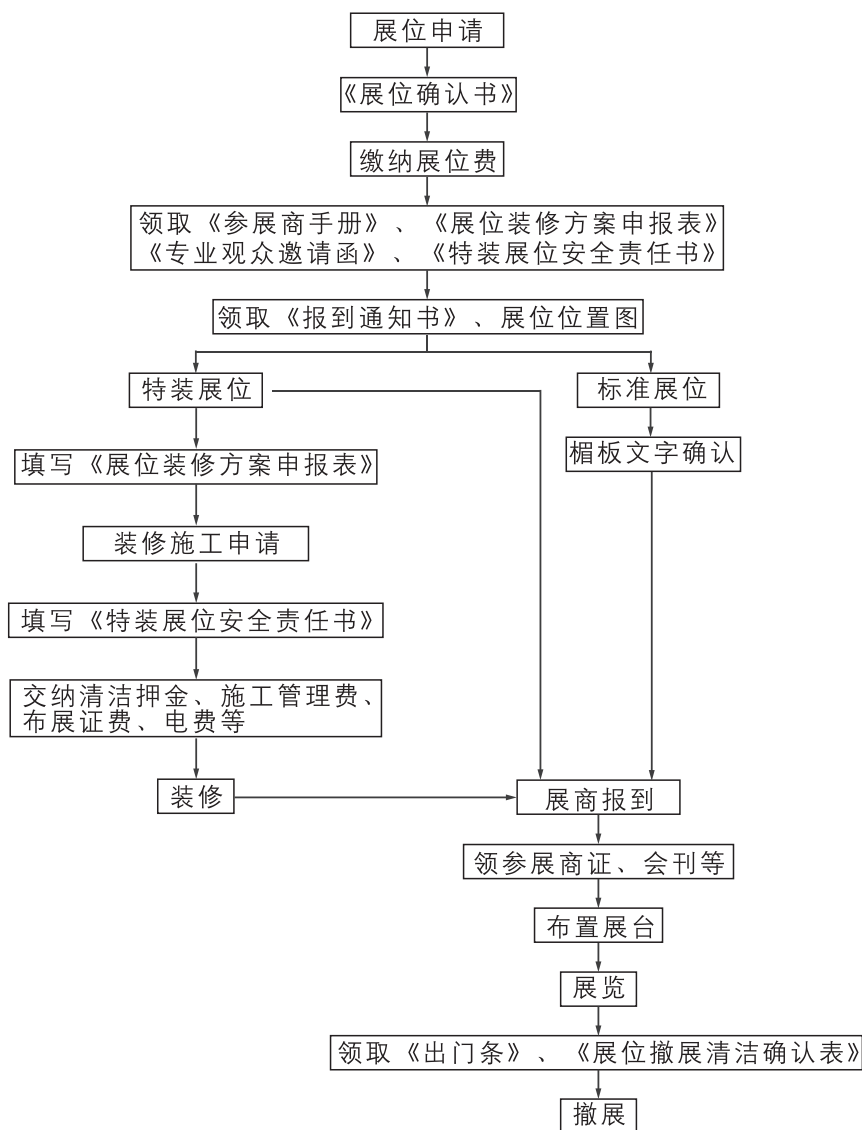 展位申请
《展位确认书》
缴纳展位费
领取《参展商手册》、《展位装修方案申报表》
《专业观众邀请函》、《特装展位安全责任书》
领取《报到通知书》、展位位置图
特装展位
标准展位
填写《展位装修方案申报表》
楣板文字确认
装修施工申请
填写《特装展位安全责任书》
交纳清洁押金、施工管理费、
布展证费、电费等
装修
展商报到
领参展商证、会刊等
布置展台
展览
领取《出门条》、《展位撤展清洁确认表》
撤展